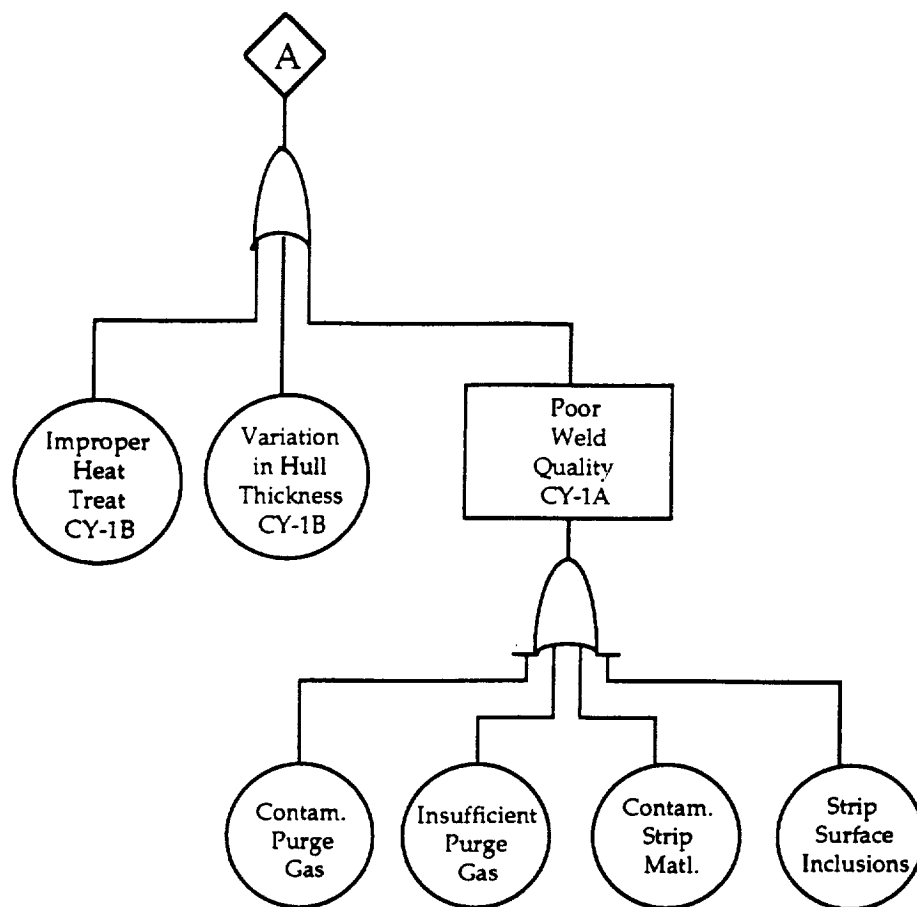 A
Improper
Heat
Treat
CY-1B
Variation
in Hull
Thickness
CY-1B
Poor
Weld
Quality
CY-1A
Contam.
Purge
Gas
Insufficient
Purge
Gas
Contam.
Strip
Matl.
Strip
Surface
Inclusions